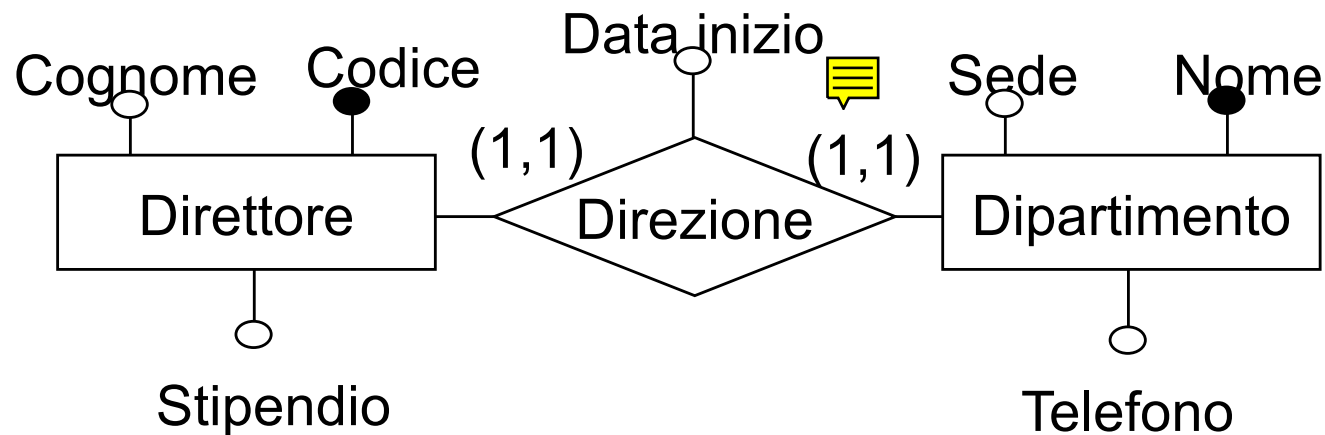 Data inizio
Cognome
Codice
Sede
Nome
(1,1)
(1,1)
Direttore
Direzione
Dipartimento
Stipendio
Telefono